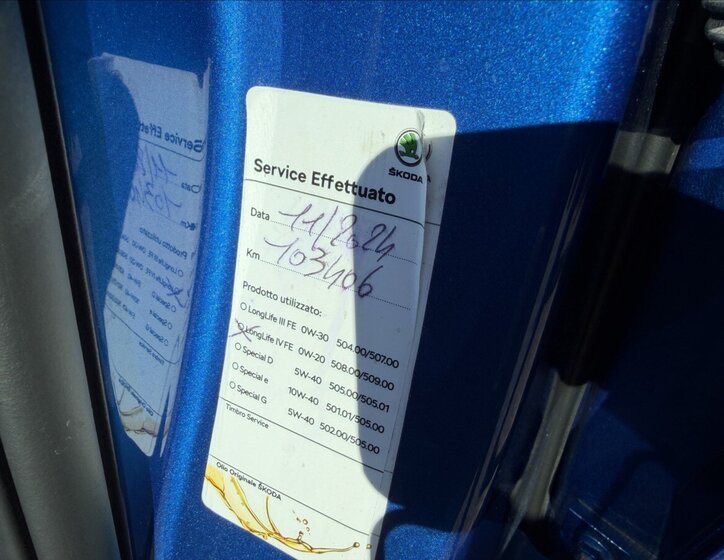 ŠKODA
Service Effettuato
Data 11/2024
Km 103406
Prodotto utilizzato:
LongLife III FE 0W-30 504.00/507.00
LongLife IV FE 0W-20 508.00/509.00
Special D 5W-40 505.00/505.01
Special e 10W-40 501.01/505.00
Special G 5W-40 502.00/505.00
Timbro Service
Olio Originale ŠKODA